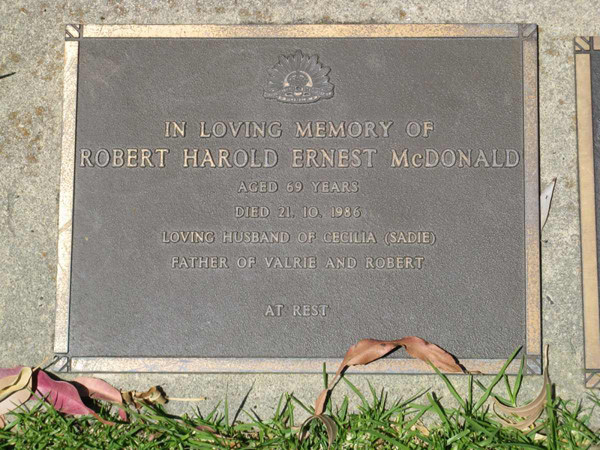 IN LOVING MEMORY OF
ROBERT HAROLD ERNEST McDONALD
AGED 69 YEARS
DIED 21. 10. 1986
LOVING HUSBAND OF CECILIA (SADIE)
FATHER OF VALRIE AND ROBERT
AT REST